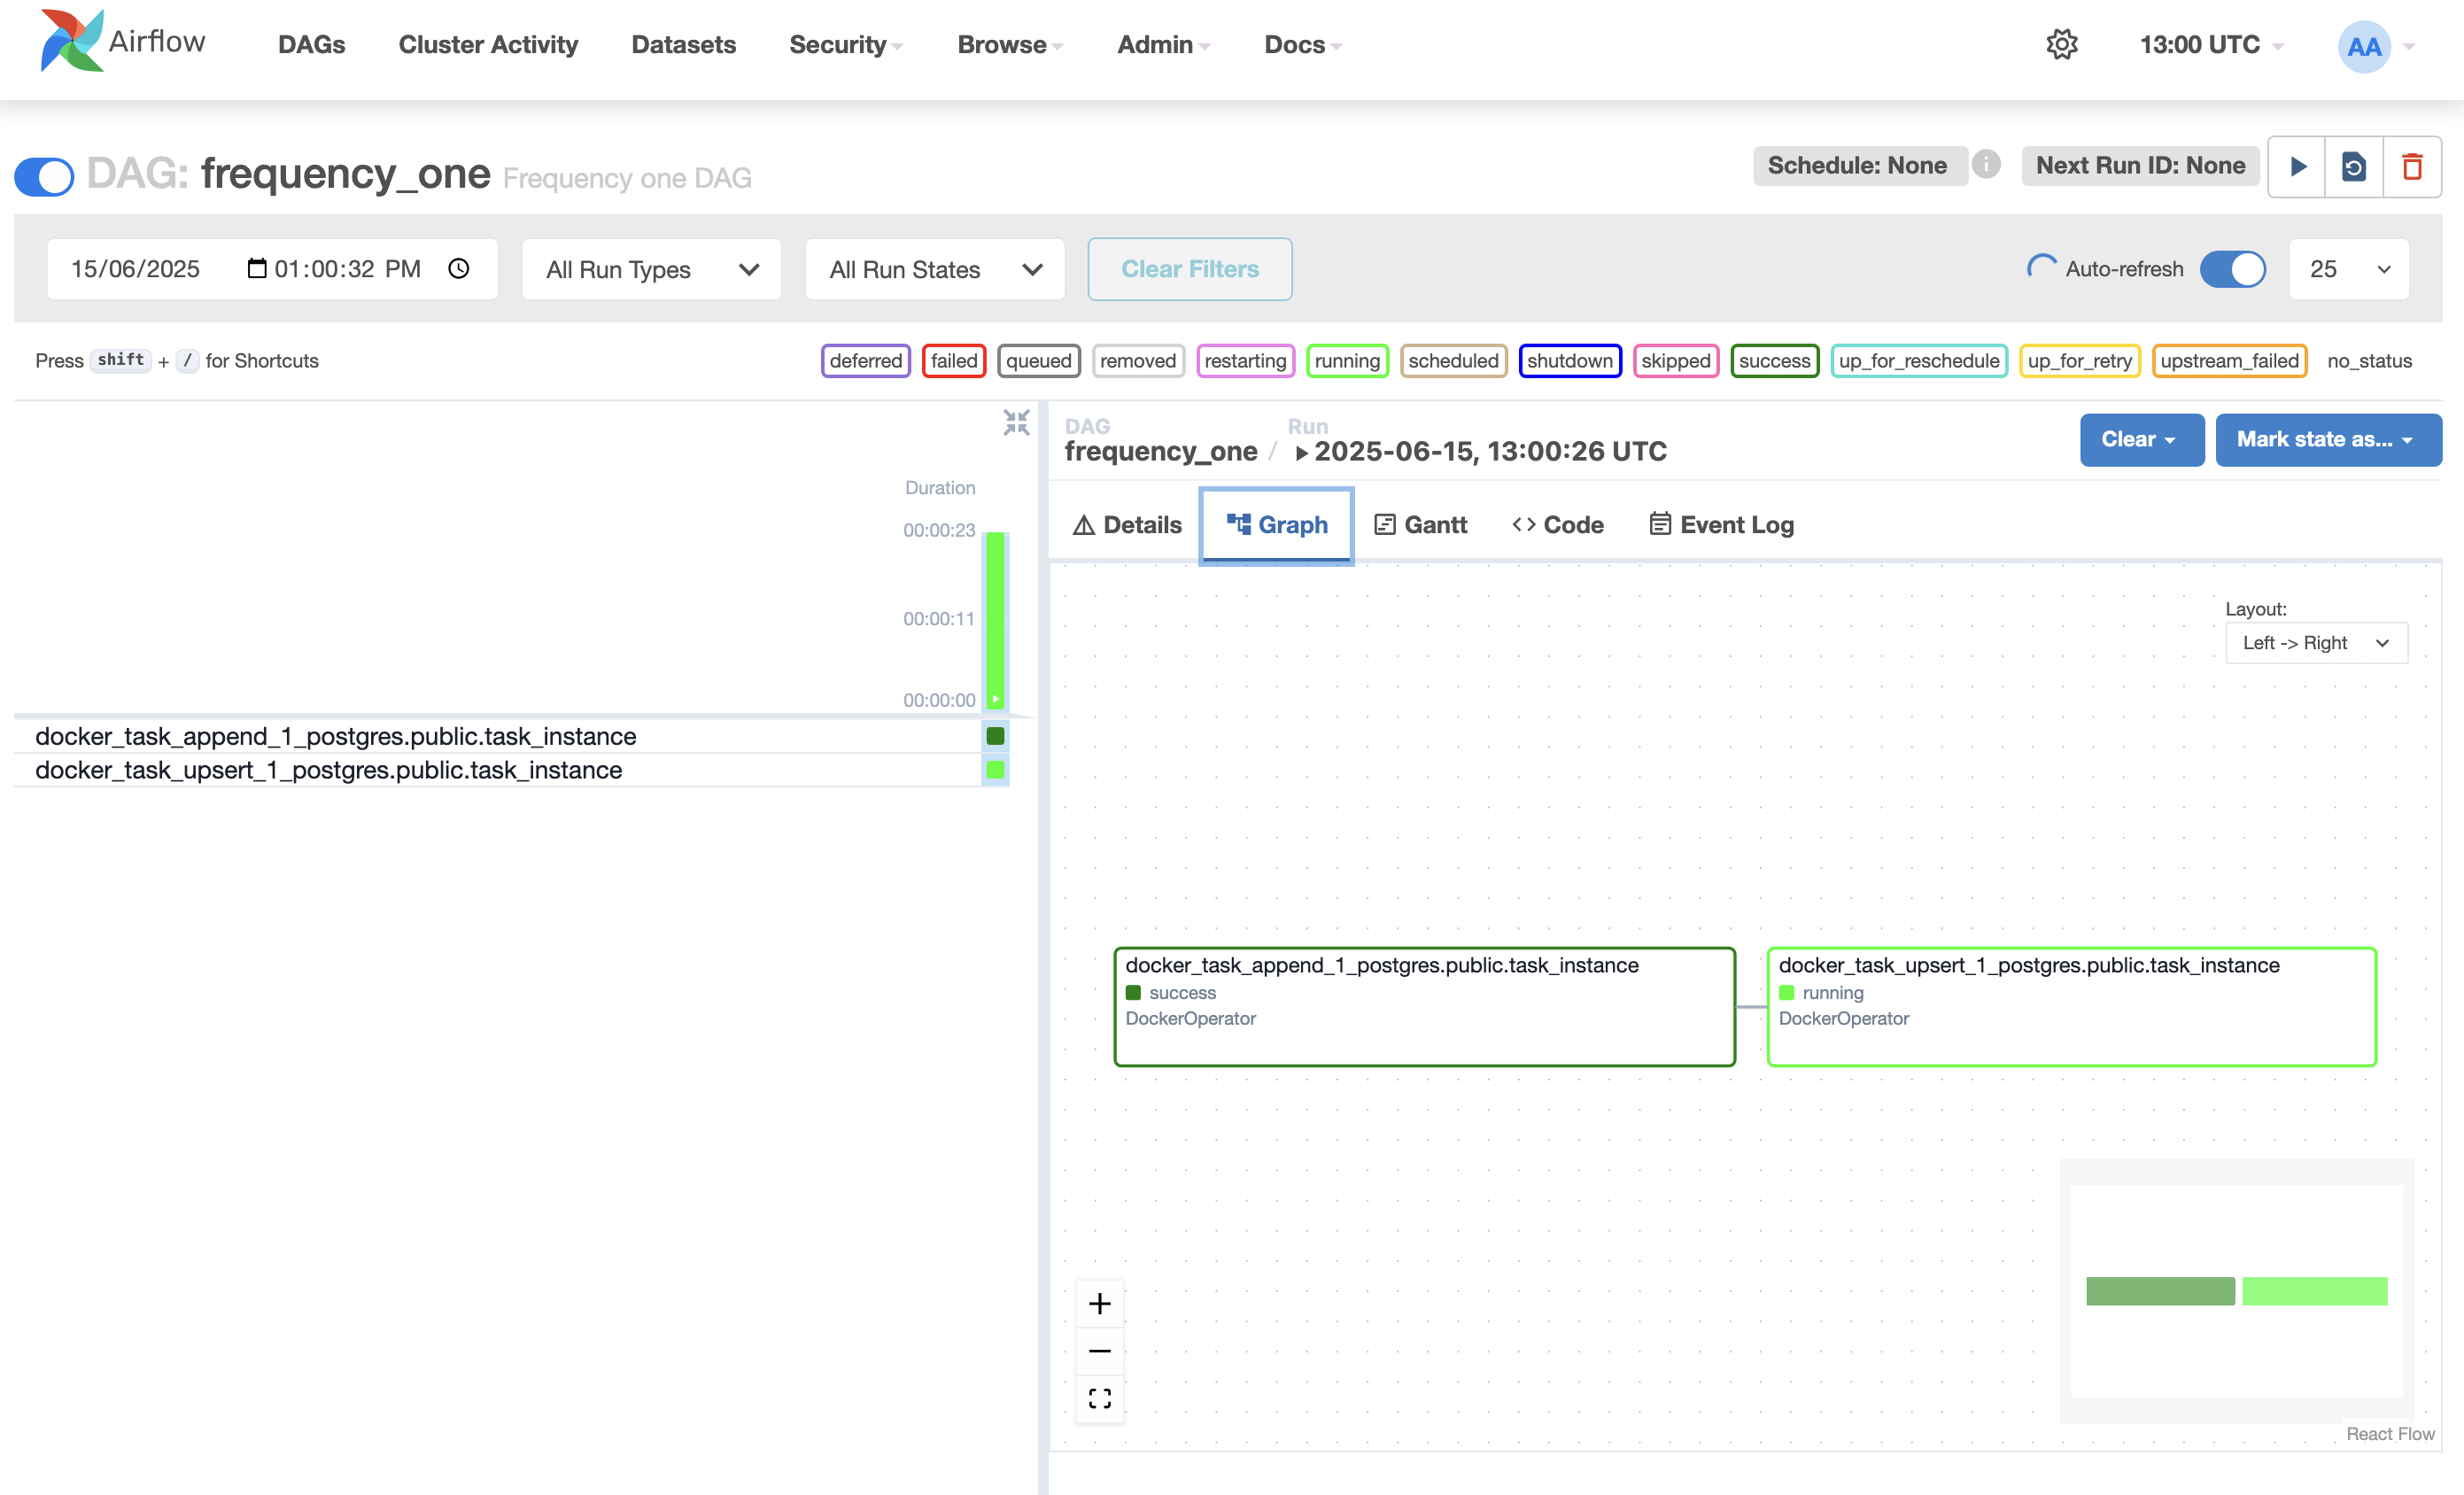 Airflow DAGs Cluster Activity Datasets Security Browse Admin Docs 13:00 UTC AA
DAG: frequency_one Frequency one DAG Schedule: None i Next Run ID: None
15/06/2025 01:00:32 PM All Run Types All Run States Clear Filters Auto-refresh 25
Press shift + / for Shortcuts deferred failed queued removed restarting running scheduled shutdown skipped success up_for_reschedule up_for_retry upstream_failed no_status
Duration
00:00:23
00:00:11
00:00:00
docker_task_append_1_postgres.public.task_instance
docker_task_upsert_1_postgres.public.task_instance
DAG Run
frequency_one / 2025-06-15, 13:00:26 UTC
Clear Mark state as...
Details Graph Gantt Code Event Log
Layout:
Left -> Right
docker_task_append_1_postgres.public.task_instance
success
DockerOperator
docker_task_upsert_1_postgres.public.task_instance
running
DockerOperator
React Flow